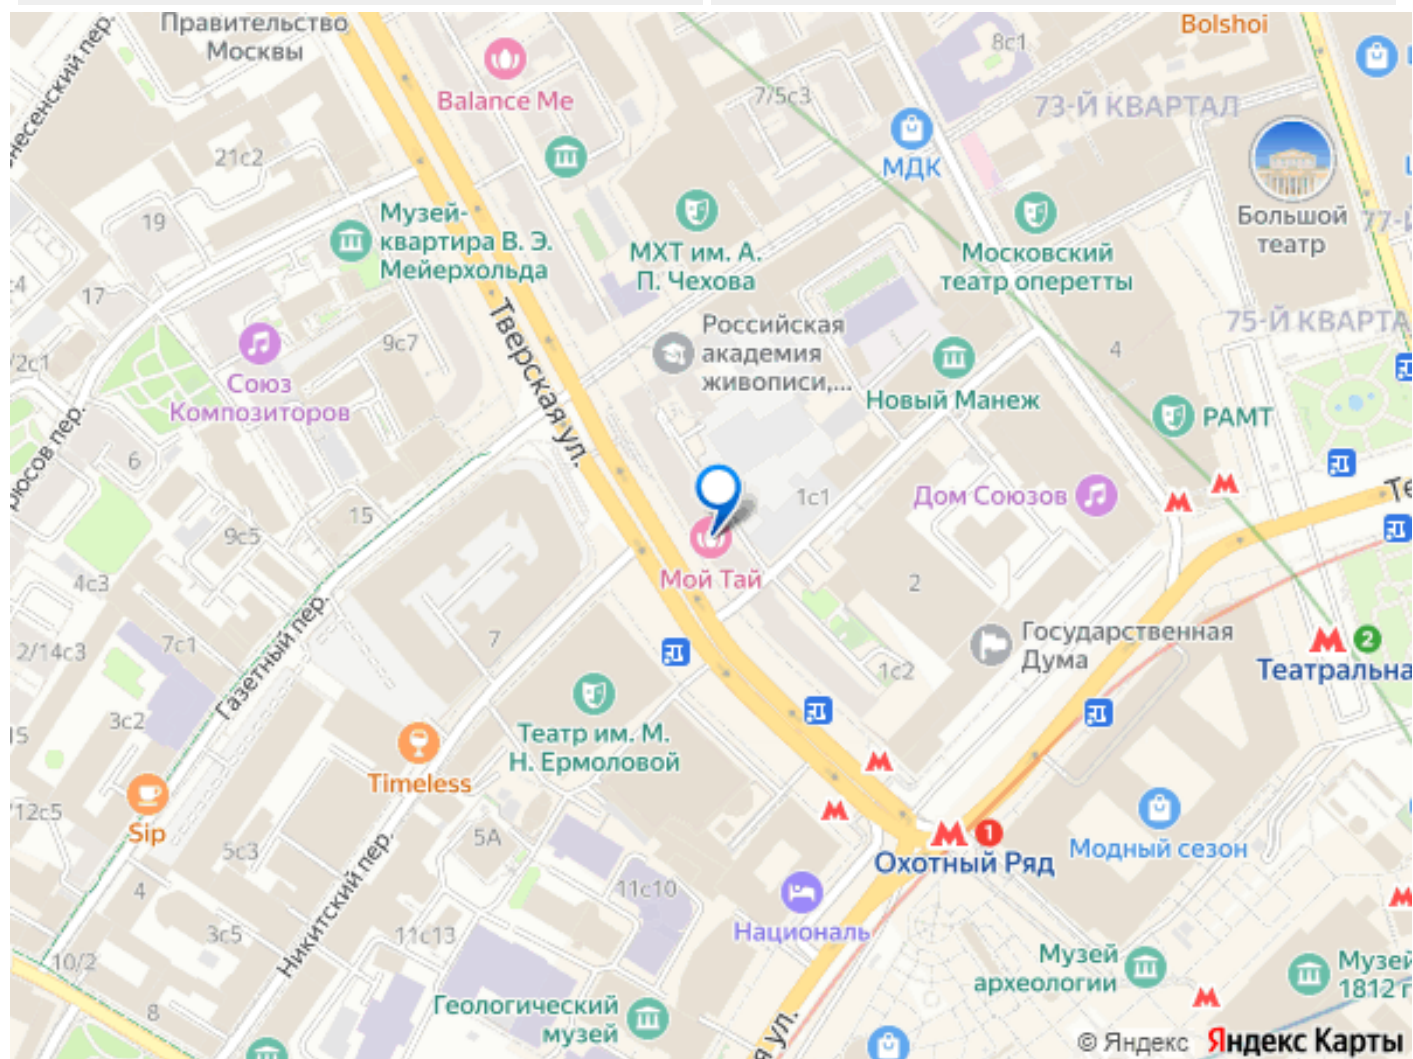 Правительство
Москвы
Bolshoi
8с1
Balance Me
7/5с3
73-Й КВАРТАЛ
МДК
21с2
19
Музей-
квартира В. Э.
Мейерхольда
МХТ им. А.
П. Чехова
Московский
театр оперетты
Большой
театр
17
Тверская ул.
9с7
Российская
академия
живописи,...
Новый Манеж
4
РАМТ
Союз
Композиторов
6
15
9с5
1с1
Дом Союзов
4с3
Мой Тай
2
7с1
7
Газетный пер.
2/14с3
Государственная
Дума
1с2
2
3с2
Театр им. М.
Н. Ермоловой
Timeless
Sip
5А
5с3
1
Охотный Ряд
Модный сезон
4
Никитский пер.
11с10
Националь
3с5
11с13
10/2
8
Музей
археологии
Геологический
музей
© Яндекс
Яндекс Карты